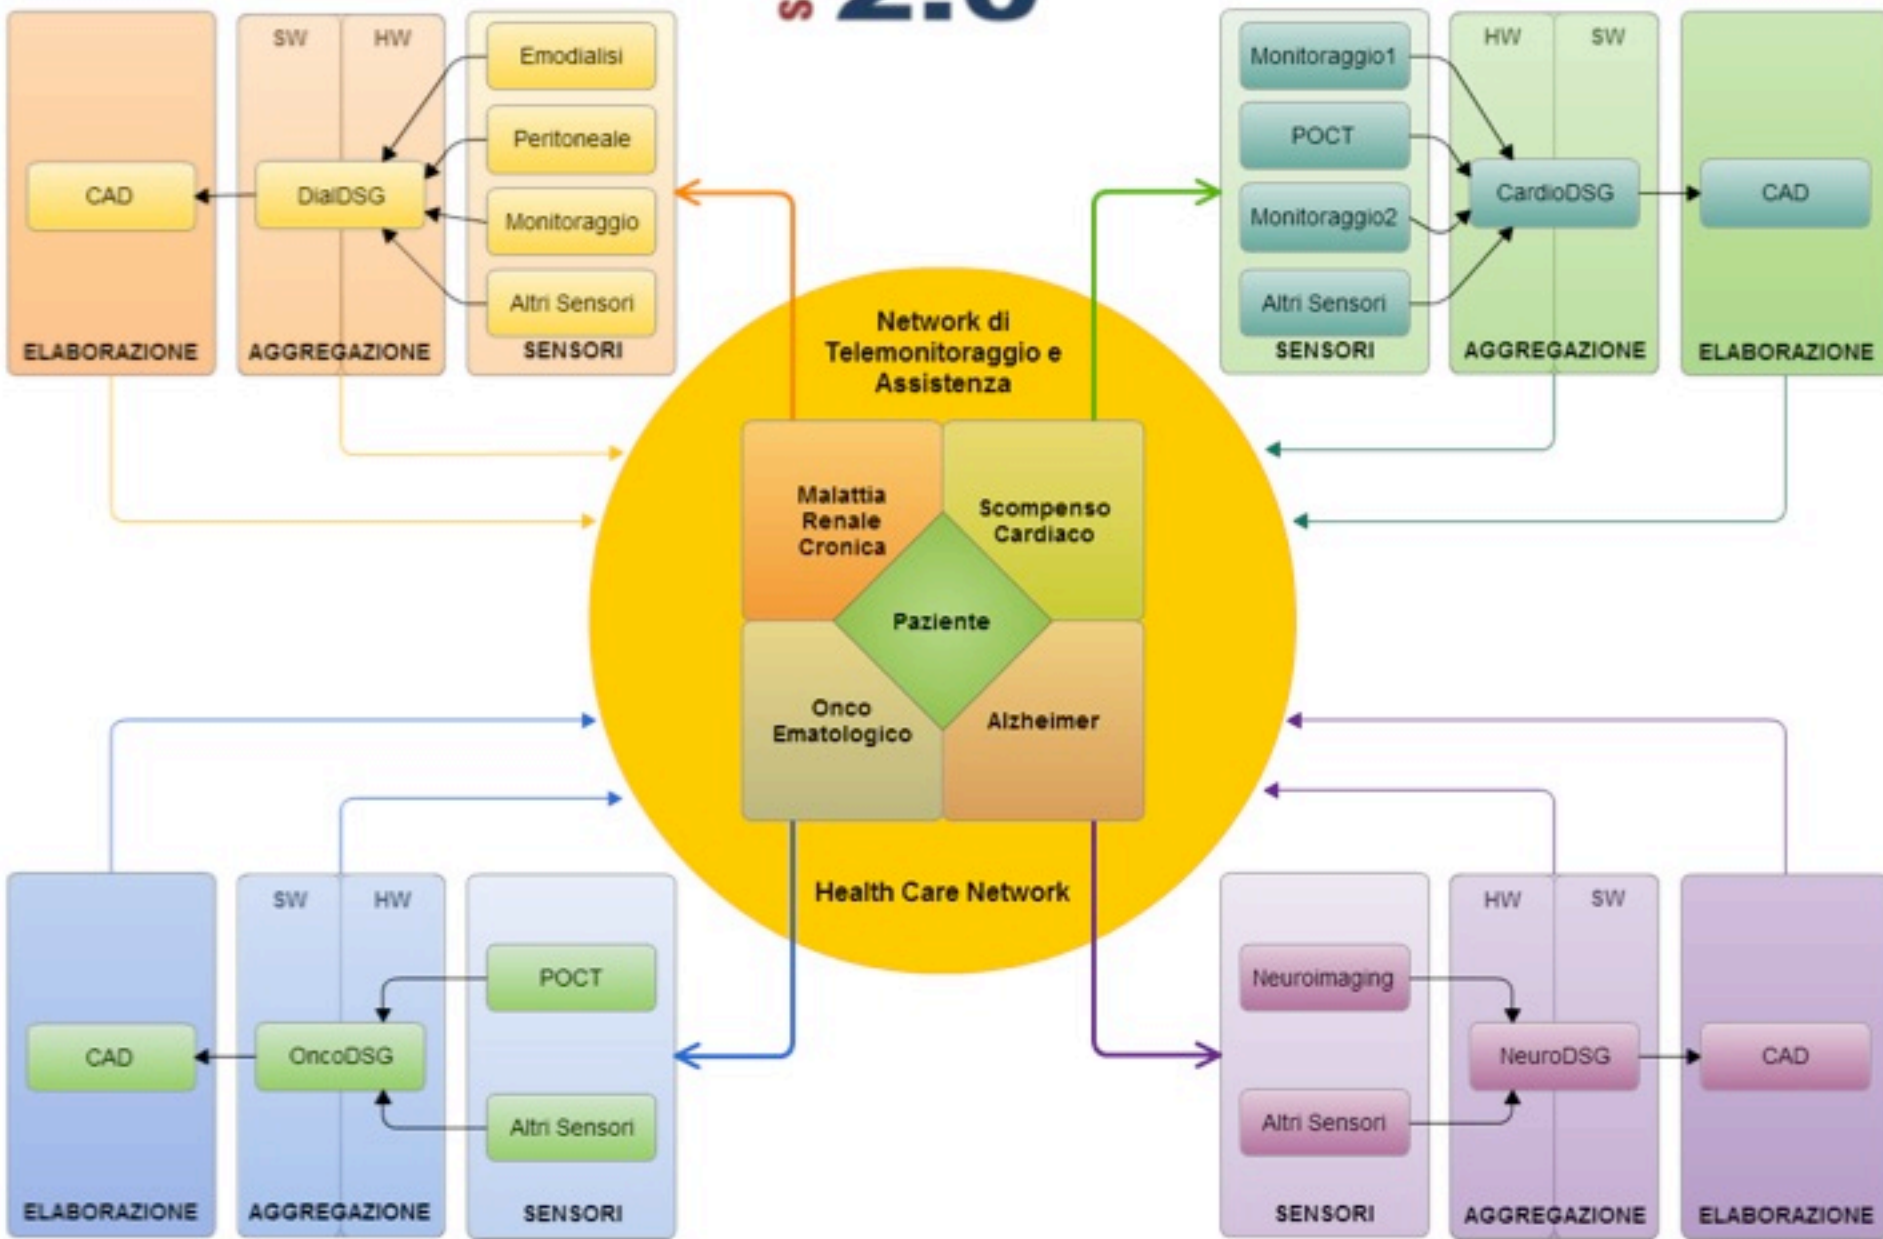 s 2.0
SW HW
Emodialisi
Peritoneale
CAD
DialDSG
Monitoraggio
Altri Sensori
ELABORAZIONE
AGGREGAZIONE
SENSORI
HW SW
Monitoraggio1
POCT
CardioDSG
CAD
Monitoraggio2
Altri Sensori
SENSORI
AGGREGAZIONE
ELABORAZIONE
Network di
Telemonitoraggio e
Assistenza
Malattia
Renale
Cronica
Scompenso
Cardiaco
Paziente
Onco
Ematologico
Alzheimer
Health Care Network
SW HW
POCT
CAD
OncoDSG
Altri Sensori
ELABORAZIONE
AGGREGAZIONE
SENSORI
HW SW
Neuroimaging
NeuroDSG
CAD
Altri Sensori
SENSORI
AGGREGAZIONE
ELABORAZIONE